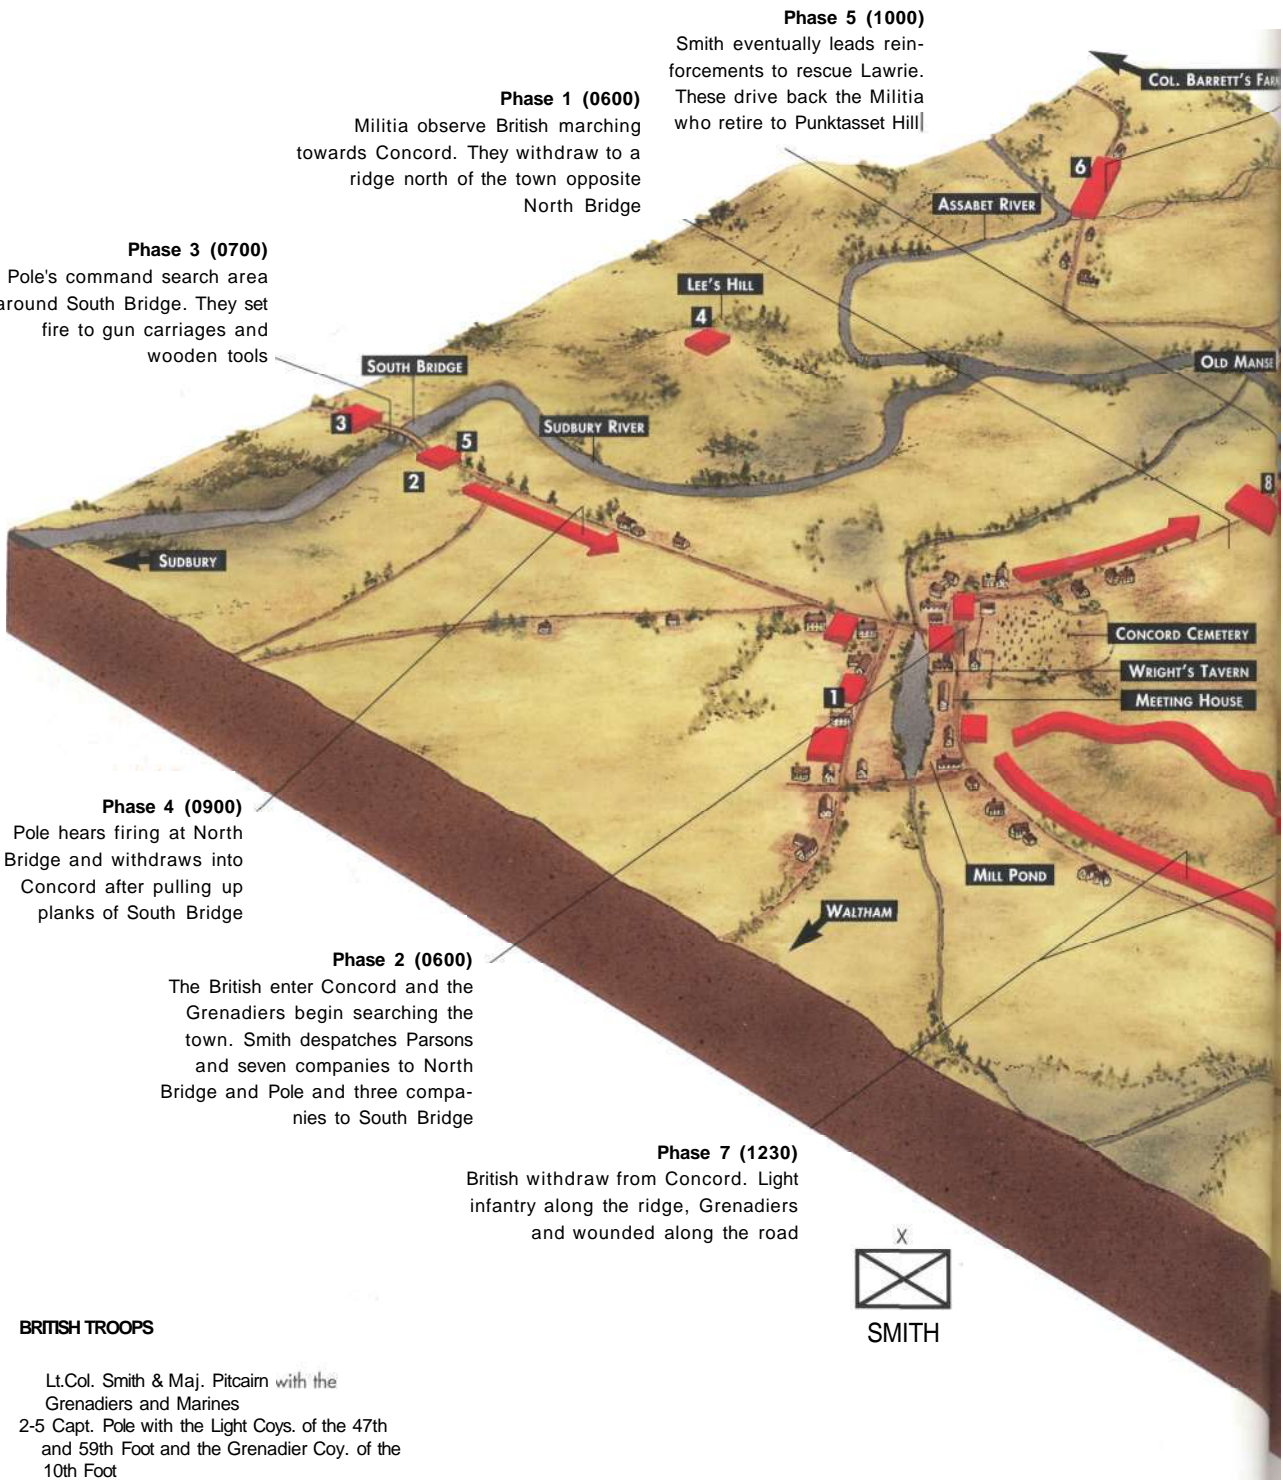 Phase 5 (1000)
Smith eventually leads rein-
forcements to rescue Lawrie.
These drive back the Militia
who retire to Punktasset Hill
Phase 1 (0600)
Militia observe British marching
towards Concord. They withdraw to a
ridge north of the town opposite
North Bridge
Phase 3 (0700)
Pole's command search area
around South Bridge. They set
fire to gun carriages and
wooden tools
COL. BARRETT'S FARM
6
ASSABET RIVER
LEE'S HILL
4
OLD MANSE
SOUTH BRIDGE
3
5
2
SUDBURY RIVER
8
SUDBURY
CONCORD CEMETERY
WRIGHT'S TAVERN
MEETING HOUSE
1
MILL POND
WALTHAM
Phase 4 (0900)
Pole hears firing at North
Bridge and withdraws into
Concord after pulling up
planks of South Bridge
Phase 2 (0600)
The British enter Concord and the
Grenadiers begin searching the
town. Smith despatches Parsons
and seven companies to North
Bridge and Pole and three compa-
nies to South Bridge
Phase 7 (1230)
British withdraw from Concord. Light
infantry along the ridge, Grenadiers
and wounded along the road
X
SMITH
BRITISH TROOPS
Lt.Col. Smith & Maj. Pitcairn with the
Grenadiers and Marines
2-5 Capt. Pole with the Light Coys. of the 47th
and 59th Foot and the Grenadier Coy. of the
10th Foot